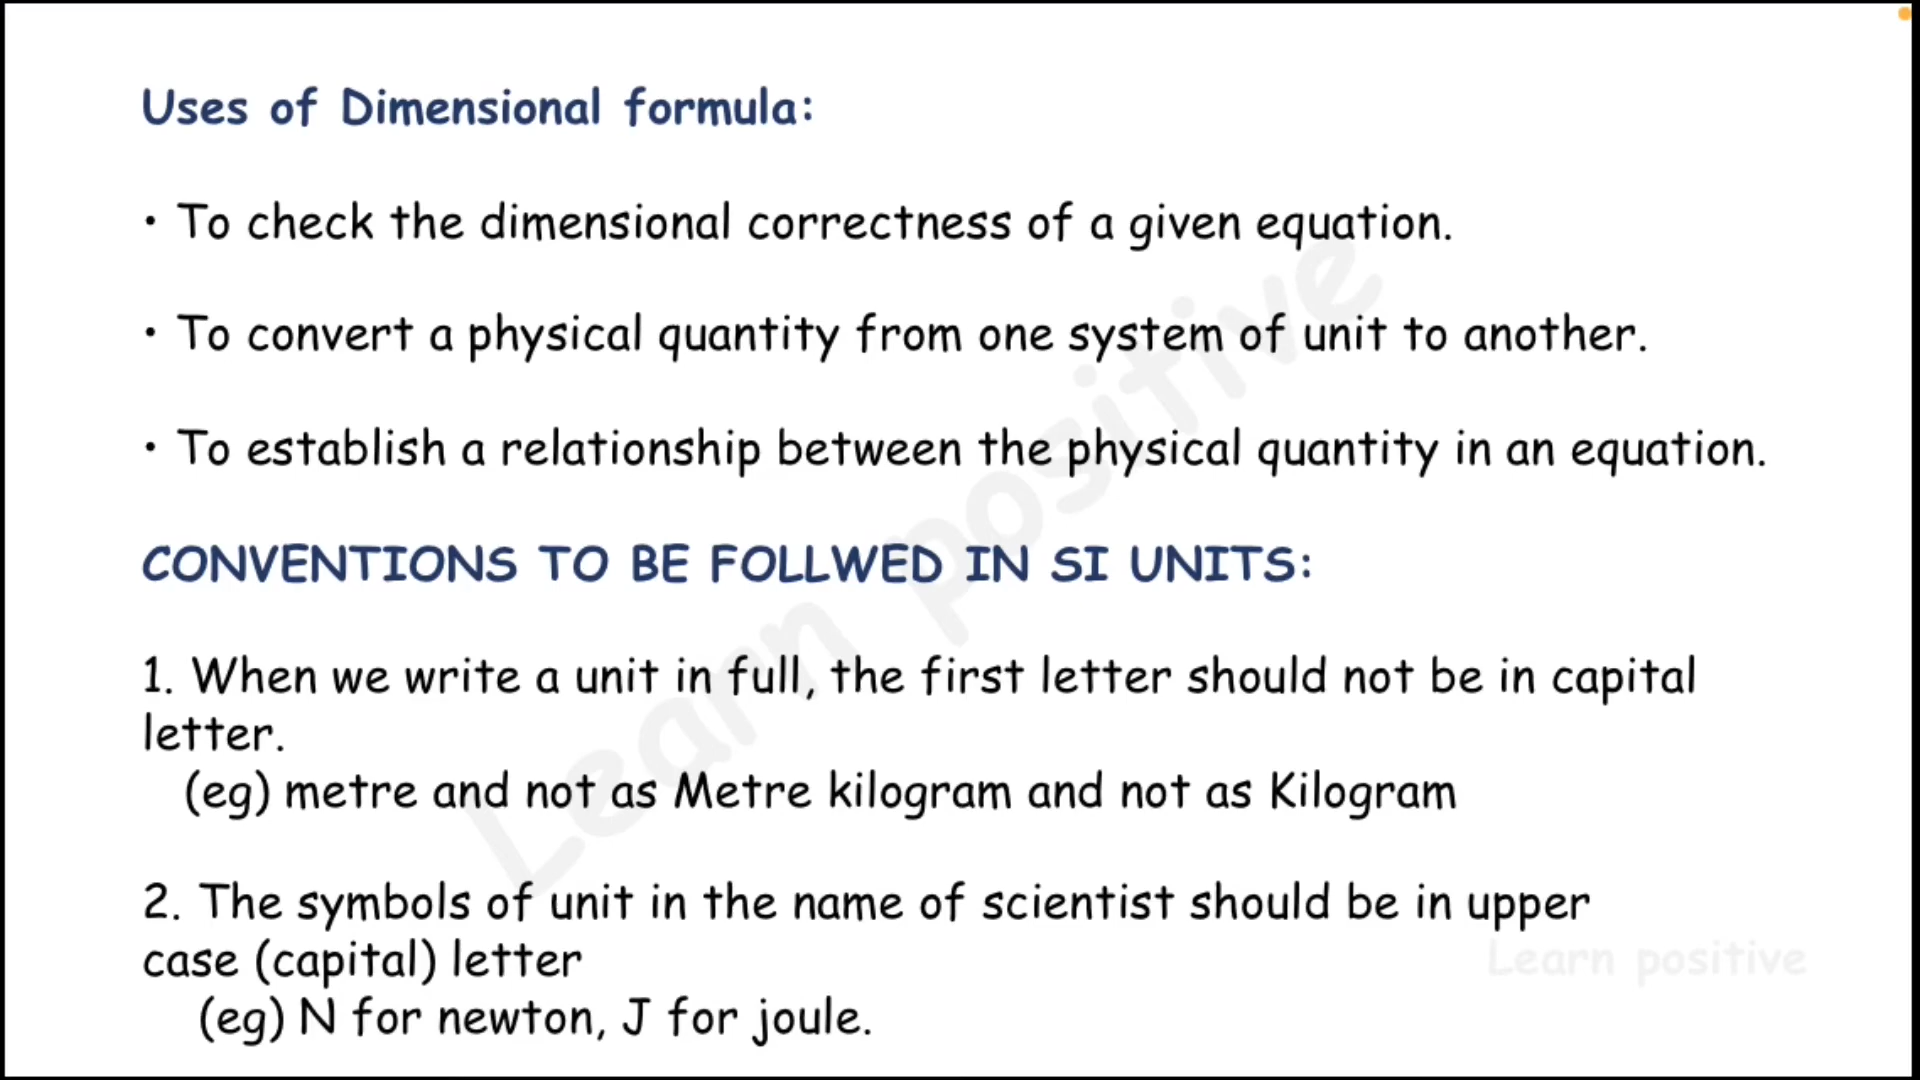 Uses of Dimensional formula:
• To check the dimensional correctness of a given equation.
• To convert a physical quantity from one system of unit to another.
• To establish a relationship between the physical quantity in an equation.
CONVENTIONS TO BE FOLLWED IN SI UNITS:
1. When we write a unit in full, the first letter should not be in capital
letter.
(eg) metre and not as Metre kilogram and not as Kilogram
2. The symbols of unit in the name of scientist should be in upper
case (capital) letter
(eg) N for newton, J for joule.
Learn positive
Learn positive